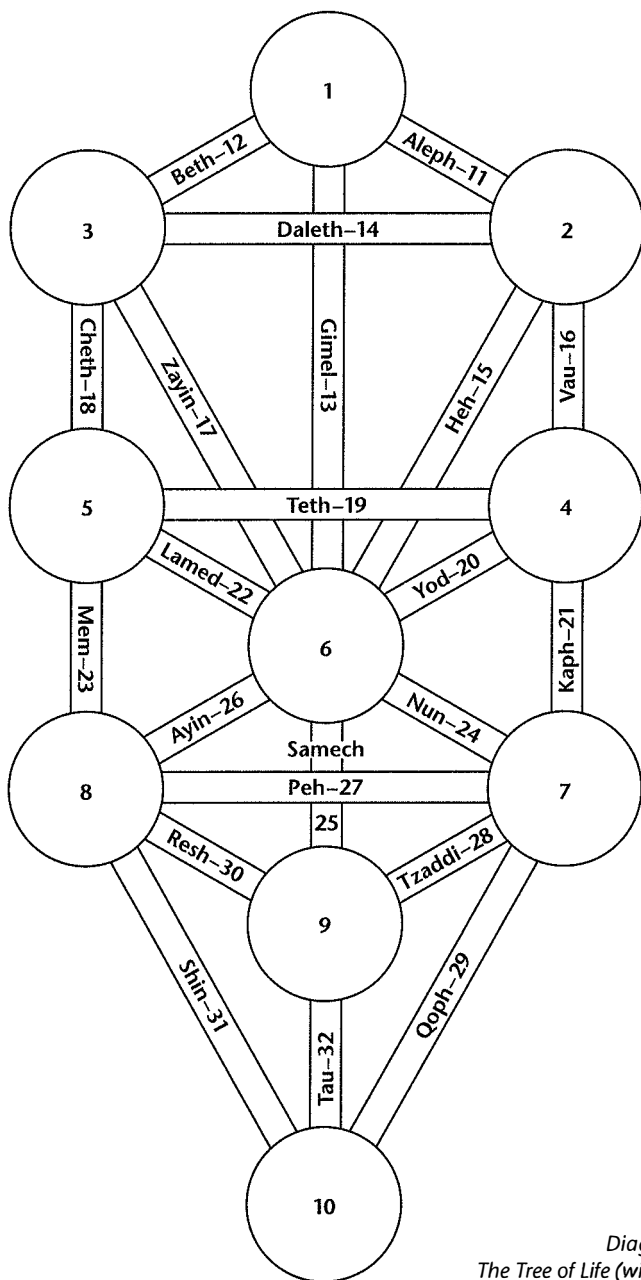 1
Beth–12
Aleph–11
3
Daleth–14
2
Cheth–18
Zayin–17
Gimel–13
Heh–15
Vau–16
5
Teth–19
4
Lamed–22
Yod–20
6
Mem–23
Kaph–21
Ayin–26
Nun–24
Samech
8
Peh–27
7
25
Resh–30
Tzaddi–28
9
Shin–31
Tau–32
Qoph–29
10
Diag
The Tree of Life (w